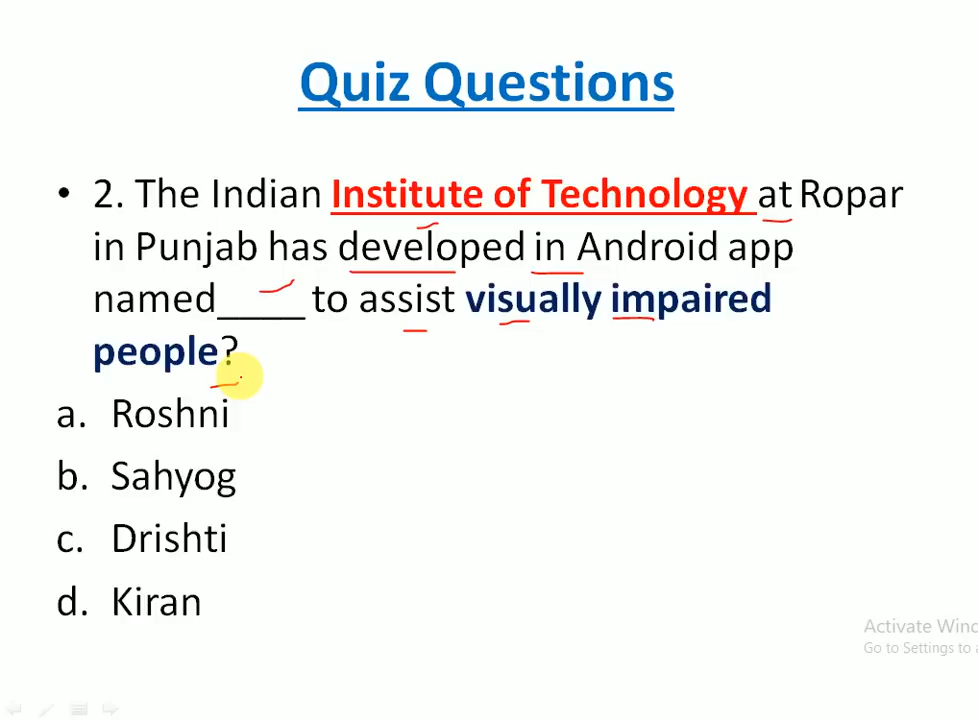 Quiz Questions
• 2. The Indian Institute of Technology at Ropar
in Punjab has developed in Android app
named____ to assist visually impaired
people?
a. Roshni
b. Sahyog
c. Drishti
d. Kiran
Activate Wind
Go to Settings to a